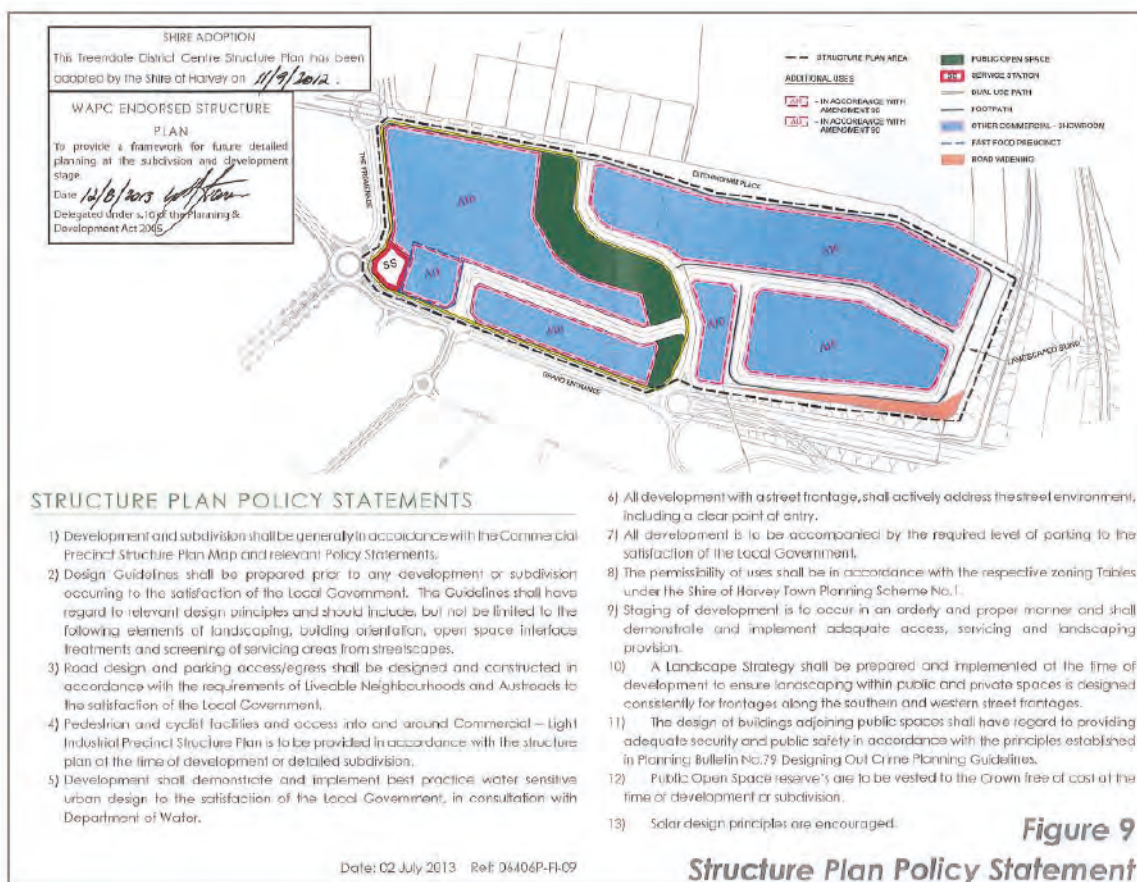 SHIRE ADOPTION
This Treendale District Centre Structure Plan has been
adopted by the Shire of Harvey on 11/9/2012.
WAPC ENDORSED STRUCTURE
PLAN
To provide a framework for future detailed
planning at the subdivision and development
stage.
Date 12/8/2013
Delegated under s.16 of the Planning &
Development Act 2005
STRUCTURE PLAN AREA
ADDITIONAL USES
- IN ACCORDANCE WITH
AMENDMENT 90
- IN ACCORDANCE WITH
AMENDMENT 90
PUBLIC OPEN SPACE
SS SERVICE STATION
DUAL USE PATH
FOOTPATH
OTHER COMMERCIAL - SHOWROOM
FAST FOOD PRECINCT
ROAD WIDENING
THE PROMENADE
DITCHINGHAM PLACE
A10
A10
SS
A11
A10
A10
A10
LANDSCAPED BUND
GRAND ENTRANCE
STRUCTURE PLAN POLICY STATEMENTS
1) Development and subdivision shall be generally in accordance with the Commercial
Precinct Structure Plan Map and relevant Policy Statements.
2) Design Guidelines shall be prepared prior to any development or subdivision
occurring to the satisfaction of the Local Government. The Guidelines shall have
regard to relevant design principles and should include, but not be limited to the
following elements of landscaping, building orientation, open space interface
treatments and screening of servicing areas from streetscapes.
3) Road design and parking access/egress shall be designed and constructed in
accordance with the requirements of Liveable Neighbourhoods and Austroads to
the satisfaction of the Local Government.
4) Pedestrian and cyclist facilities and access into and around Commercial – Light
Industrial Precinct Structure Plan is to be provided in accordance with the structure
plan at the time of development or detailed subdivision.
5) Development shall demonstrate and implement best practice water sensitive
urban design to the satisfaction of the Local Government, in consultation with
Department of Water.
6) All development with a street frontage, shall actively address the street environment,
including a clear point of entry.
7) All development is to be accompanied by the required level of parking to the
satisfaction of the Local Government.
8) The permissibility of uses shall be in accordance with the respective zoning Tables
under the Shire of Harvey Town Planning Scheme No.1.
9) Staging of development is to occur in an orderly and proper manner and shall
demonstrate and implement adequate access, servicing and landscaping
provision.
10) A Landscape Strategy shall be prepared and implemented at the time of
development to ensure landscaping within public and private spaces is designed
consistently for frontages along the southern and western street frontages.
11) The design of buildings adjoining public spaces shall have regard to providing
adequate security and public safety in accordance with the principles established
in Planning Bulletin No.79 Designing Out Crime Planning Guidelines.
12) Public Open Space reserve's are to be vested to the Crown free of cost at the
time of development or subdivision.
13) Solar design principles are encouraged.
Figure 9
Structure Plan Policy Statement
Date: 02 July 2013 Ref: 06406P-FI-09